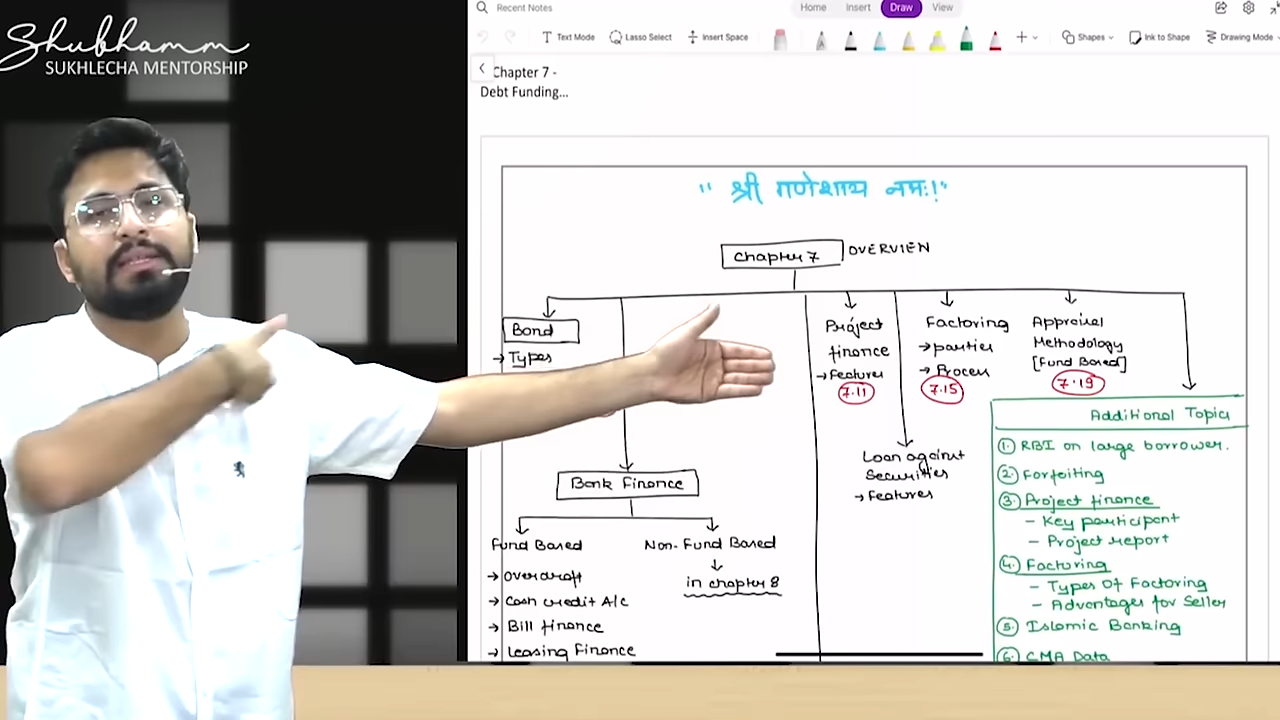 Shubhamm
SUKHLECHA MENTORSHIP
Recent Notes
Home Insert Draw View
Text Mode Lasso Select Insert Space Shapes Ink to Shape Drawing Mode
Chapter 7 -
Debt Funding...
"श्री गणेशाय नमः!"
Chapter 7 OVERVIEW
Bond
→ Types
Project
finance
→ Features
7.11
Factoring
→ parties
→ Process
7.15
Appraisal
Methodology
[Fund Based]
7.19
Loan against
Securities
→ Features
Bank Finance
Fund Based
→ Overdraft
→ Cash credit A/c
→ Bill finance
→ Leasing Finance
Non-Fund Based
in chapter 8
Additional Topics
1. RBI on large borrower.
2. Forfeiting
3. Project finance
- Key participant
- Project report
4. Factoring
- Types Of Factoring
- Advantages for Seller
5. Islamic Banking
6. CMA Data